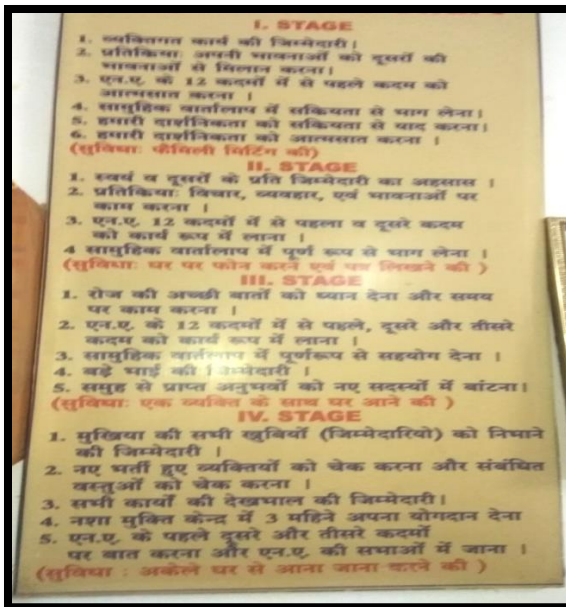 I. STAGE
1. व्यक्तिगत कार्य की जिम्मेदारी।
2. प्रतिकियाः अपनी भावनाओं को दूसरों की
भावनाओं से मिलान करना।
3. एन.ए. के 12 कदमों में से पहले कदम को
आत्मसात करना ।
4. सामुहिक वार्तालाप में सकियता से भाग लेना।
5. हमारी दार्शनिकता को सकियता से याद करना।
6. हमारी दार्शनिकता को आत्मसात करना ।
(सुविधाः फैमिली मिटिंग की)
II. STAGE
1. स्वयं व दूसरों के प्रति जिम्मेदारी का अहसास ।
2. प्रतिकियाः विचार, व्यवहार, एवं भावनाओं पर
काम करना ।
3. एन.ए. 12 कदमों में से पहला व दूसरे कदम
को कार्य रूप में लाना ।
4 सामुहिक वार्तालाप में पूर्ण रूप से भाग लेना ।
(सुविधाः घर पर फोन करने एवं पत्र लिखने की )
III. STAGE
1. रोज की अच्छी बातों को ध्यान देना और समय
पर काम करना ।
2. एन.ए. के 12 कदमों में से पहले, दूसरे और तीसरे
कदम को कार्य रूप में लाना ।
3. सामुहिक वार्तालाप में पूर्णरूप से सहयोग देना ।
4. बड़े भाई की जिम्मेदारी ।
5. समुह से प्राप्त अनुभवों को नए सदस्यों में बांटना।
(सुविधाः एक व्यक्ति के साथ घर आने की )
IV. STAGE
1. मुखिया की सभी खुबियों (जिम्मेदारियो) को निभाने
की जिम्मेदारी ।
2. नए भर्ती हुए व्यक्तियों को चेक करना और संबंधित
वस्तुओं को चेक करना ।
3. सभी कार्यों की देखभाल की जिम्मेदारी।
4. नशा मुक्ति केन्द्र में 3 महिने अपना योगदान देना
5. एन.ए. के पहले दूसरे और तीसरे कदमों
पर बात करना और एन.ए. की सभाओं में जाना ।
(सुविधा : अकेले घर से आना जाना करने की )